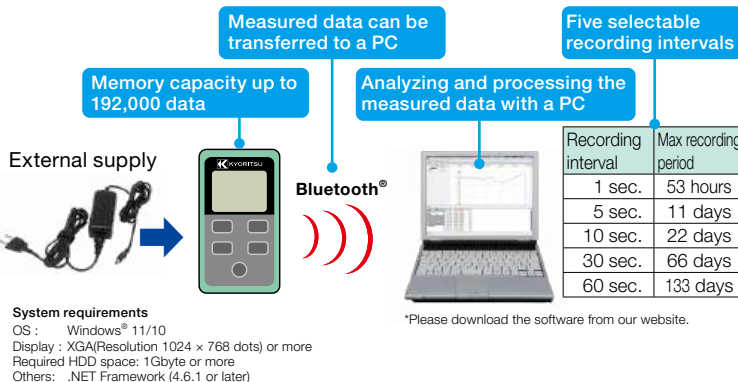 Measured data can be
transferred to a PC
Five selectable
recording intervals
Memory capacity up to
192,000 data
Analyzing and processing the
measured data with a PC
External supply
KYORITSU
Bluetooth®
Recording interval Max recording period
1 sec. 53 hours
5 sec. 11 days
10 sec. 22 days
30 sec. 66 days
60 sec. 133 days
*Please download the software from our website.
System requirements
OS : Windows® 11/10
Display : XGA(Resolution 1024 × 768 dots) or more
Required HDD space: 1Gbyte or more
Others: .NET Framework (4.6.1 or later)